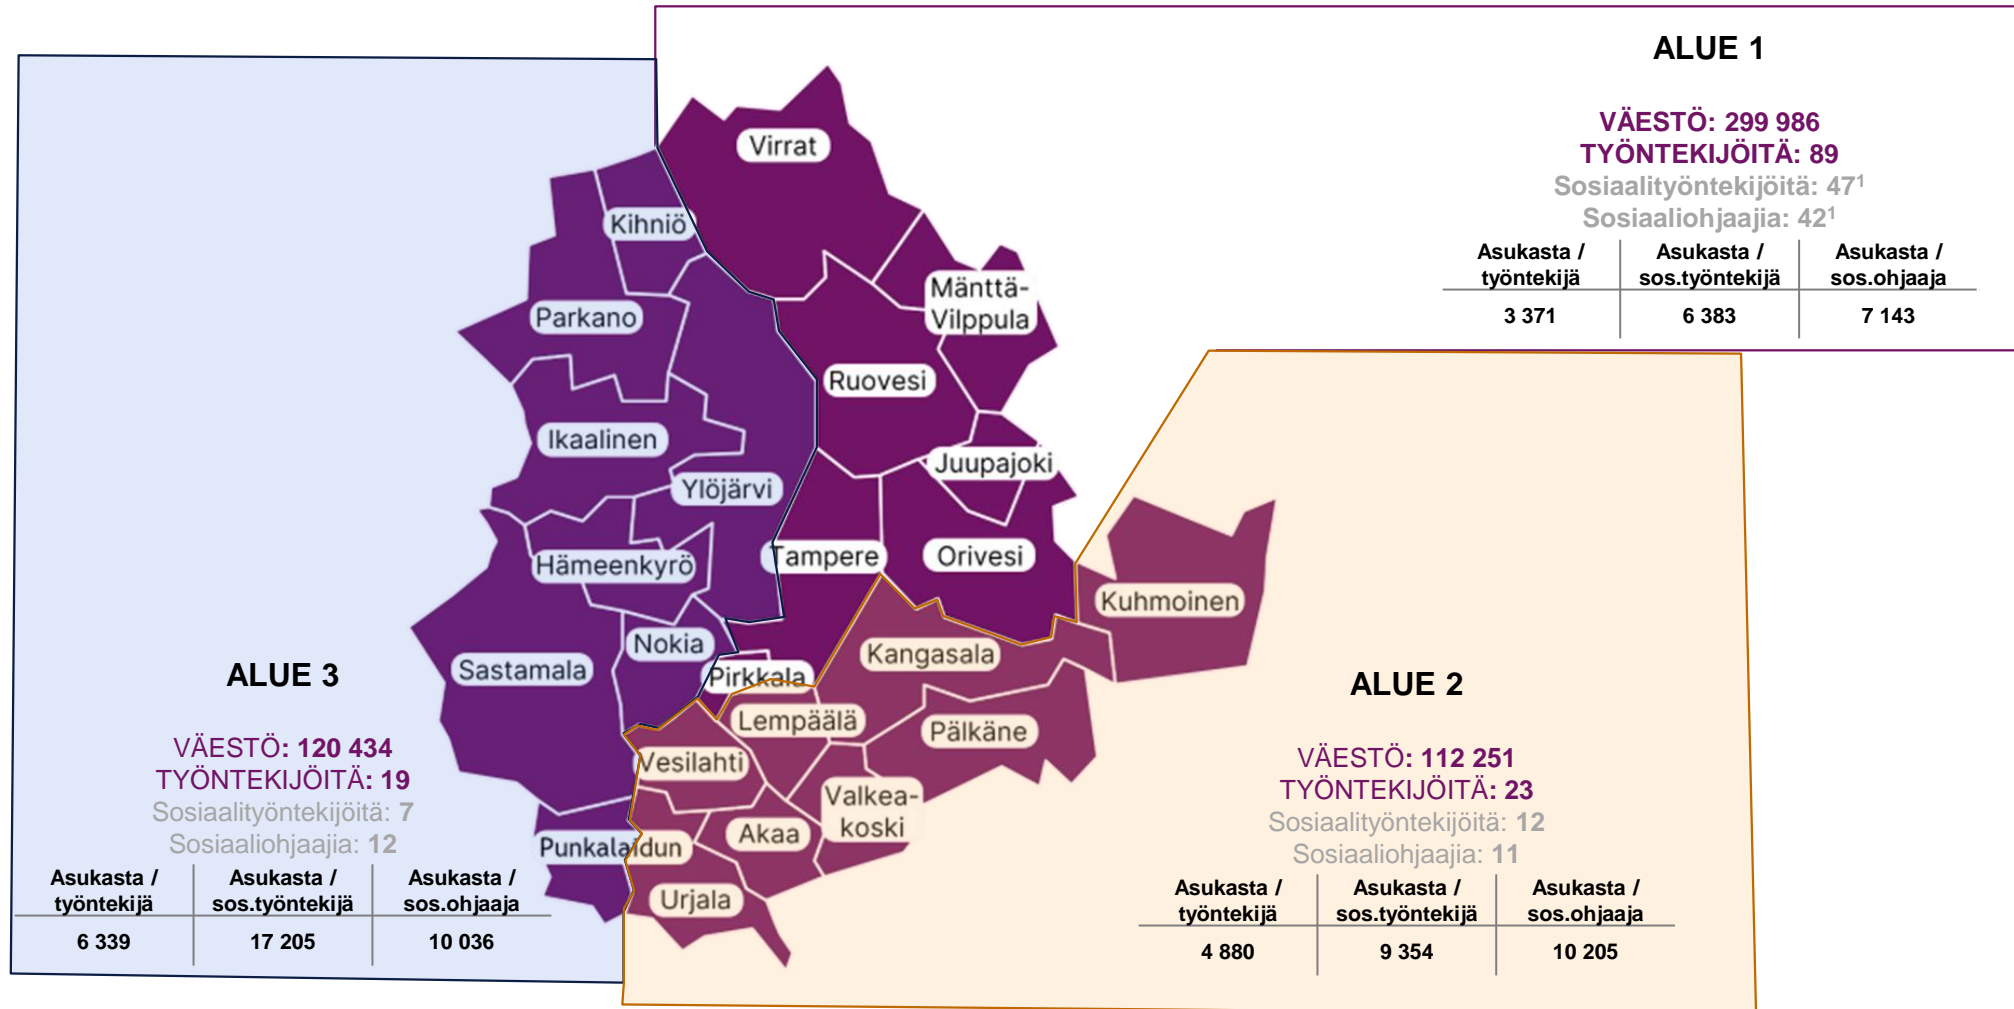 ALUE 1
VÄESTÖ: 299 986
TYÖNTEKIJÖITÄ: 89
Sosiaalityöntekijöitä: 47¹
Sosiaaliohjaajia: 42¹
Asukasta / työntekijä
Asukasta / sos.työntekijä
Asukasta / sos.ohjaaja
3 371
6 383
7 143
Virrat
Kihniö
Mänttä-
Vilppula
Parkano
Ruovesi
Ikaalinen
Juupajoki
Ylöjärvi
Hämeenkyrö
Tampere
Orivesi
Kuhmoinen
Nokia
Kangasala
Sastamala
Pirkkala
Lempäälä
Pälkäne
Vesilahti
Valkea-
koski
Akaa
Punkalaidun
Urjala
ALUE 3
VÄESTÖ: 120 434
TYÖNTEKIJÖITÄ: 19
Sosiaalityöntekijöitä: 7
Sosiaaliohjaajia: 12
Asukasta / työntekijä
Asukasta / sos.työntekijä
Asukasta / sos.ohjaaja
6 339
17 205
10 036
ALUE 2
VÄESTÖ: 112 251
TYÖNTEKIJÖITÄ: 23
Sosiaalityöntekijöitä: 12
Sosiaaliohjaajia: 11
Asukasta / työntekijä
Asukasta / sos.työntekijä
Asukasta / sos.ohjaaja
4 880
9 354
10 205